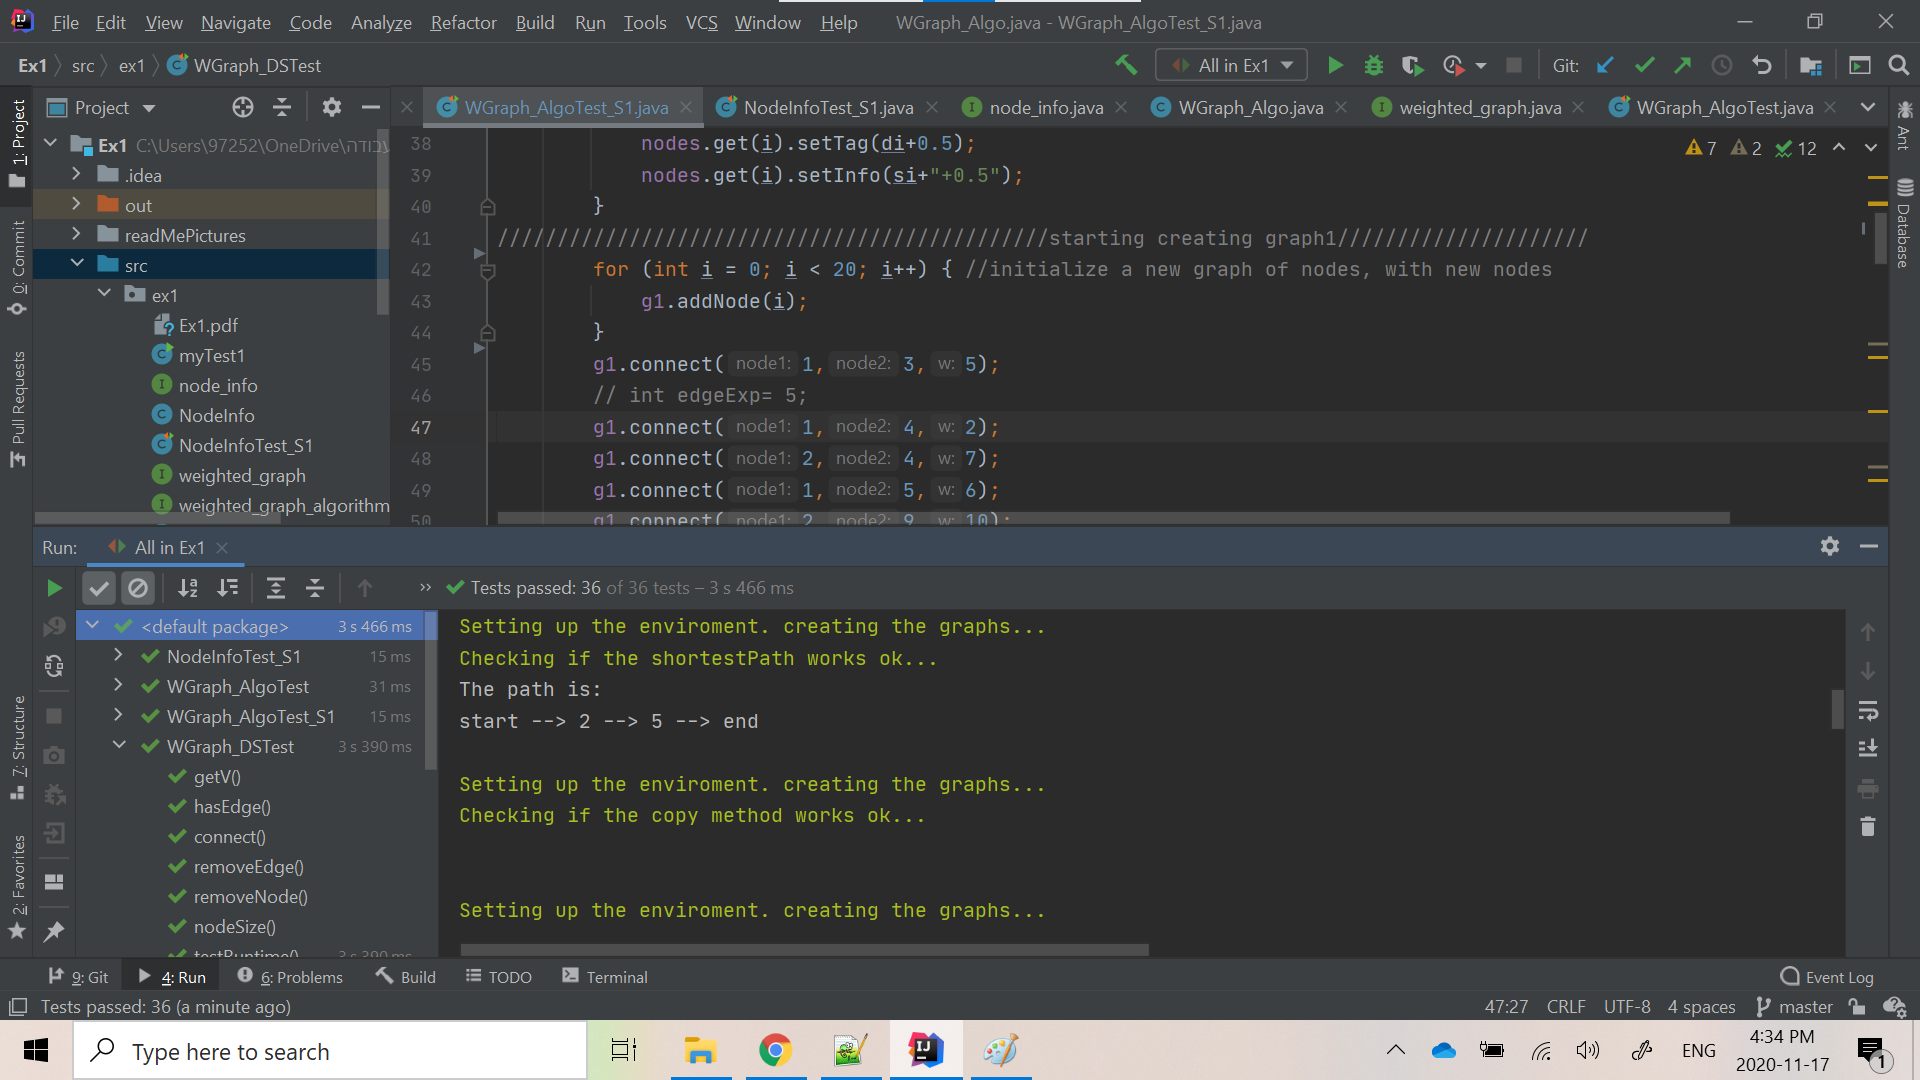 File Edit View Navigate Code Analyze Refactor Build Run Tools VCS Window Help WGraph_Algo.java - WGraph_AlgoTest_S1.java
Ex1 src ex1 WGraph_DSTest All in Ex1 Git:
Project WGraph_AlgoTest_S1.java NodeInfoTest_S1.java node_info.java WGraph_Algo.java weighted_graph.java WGraph_AlgoTest.java
1: Project
0: Commit
Pull Requests
7: Structure
2: Favorites
Ant
Database
Ex1 C:\Users\97252\OneDrive\
.idea
out
readMePictures
src
ex1
Ex1.pdf
myTest1
node_info
NodeInfo
NodeInfoTest_S1
weighted_graph
weighted_graph_algorithm
7 2 12
38 nodes.get(i).setTag(di+0.5);
39 nodes.get(i).setInfo(si+"+0.5");
40 }
41 //////////////////////////////////////////////starting creating graph1/////////////////////
42 for (int i = 0; i < 20; i++) { //initialize a new graph of nodes, with new nodes
43 g1.addNode(i);
44 }
45 g1.connect( node1: 1, node2: 3, w: 5);
46 // int edgeExp= 5;
47 g1.connect( node1: 1, node2: 4, w: 2);
48 g1.connect( node1: 2, node2: 4, w: 7);
49 g1.connect( node1: 1, node2: 5, w: 6);
50 g1.connect( node1: 2, node2: 9, w: 10);
Run: All in Ex1
Tests passed: 36 of 36 tests – 3 s 466 ms
<default package> 3 s 466 ms
NodeInfoTest_S1 15 ms
WGraph_AlgoTest 31 ms
WGraph_AlgoTest_S1 15 ms
WGraph_DSTest 3 s 390 ms
getV()
hasEdge()
connect()
removeEdge()
removeNode()
nodeSize()
testRuntime() 3 s 390 ms
Setting up the enviroment. creating the graphs...
Checking if the shortestPath works ok...
The path is:
start --> 2 --> 5 --> end
Setting up the enviroment. creating the graphs...
Checking if the copy method works ok...
Setting up the enviroment. creating the graphs...
9: Git 4: Run 6: Problems Build TODO Terminal Event Log
Tests passed: 36 (a minute ago) 47:27 CRLF UTF-8 4 spaces master
Type here to search ENG 4:34 PM
2020-11-17 1